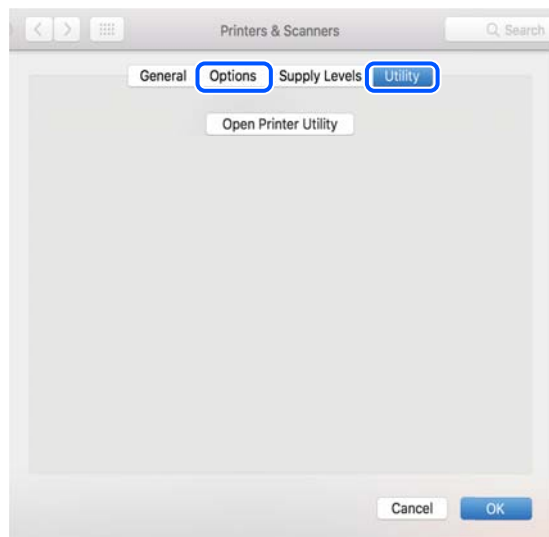 Printers & Scanners
Search
General Options Supply Levels Utility
Open Printer Utility
Cancel OK